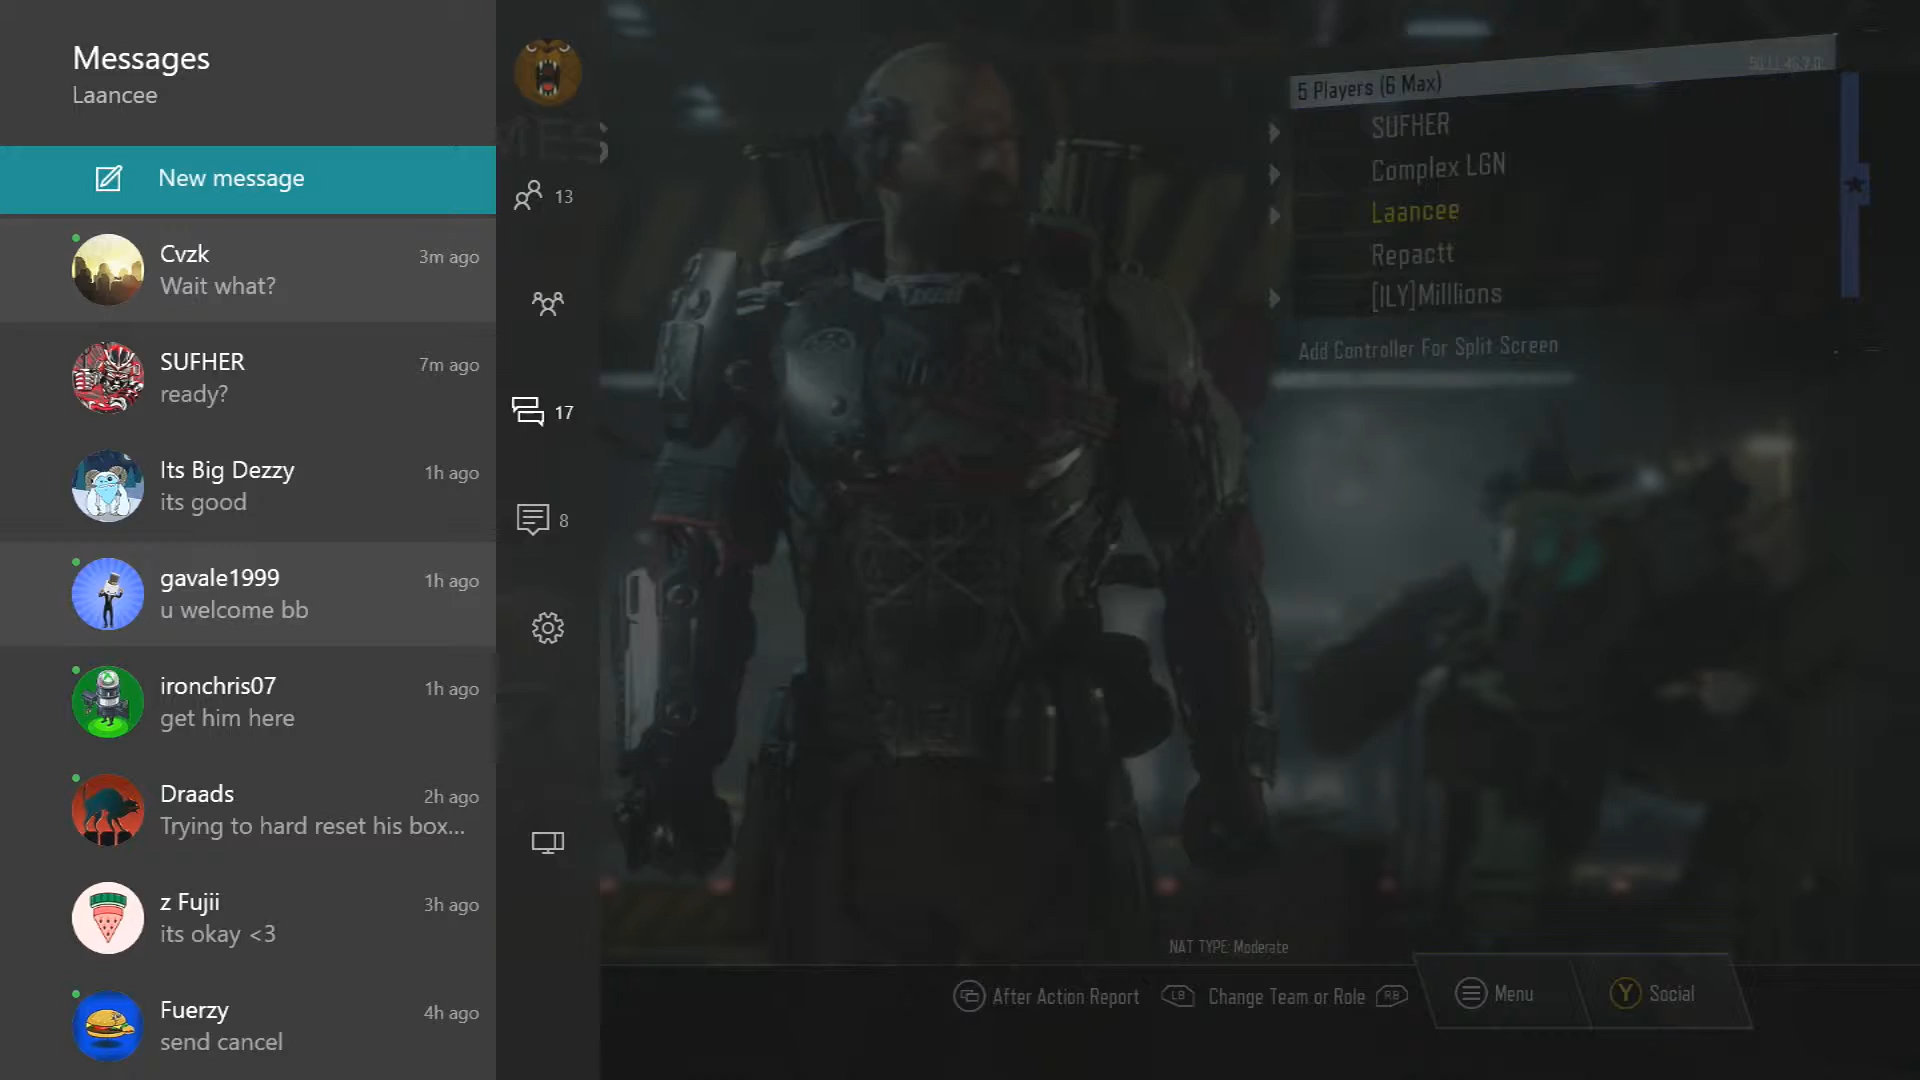 Messages
Laancee
New message
Cvzk
3m ago
Wait what?
SUFHER
7m ago
ready?
Its Big Dezzy
1h ago
its good
gavale1999
1h ago
u welcome bb
ironchris07
1h ago
get him here
Draads
2h ago
Trying to hard reset his box...
z Fujii
3h ago
its okay <3
Fuerzy
4h ago
send cancel
13
17
8
5 Players (6 Max)
SUFHER
Complex LGN
Laancee
Repactt
[ILY]Milllions
Add Controller For Split Screen
NAT TYPE: Moderate
After Action Report
LB
Change Team or Role
RB
Menu
Y
Social